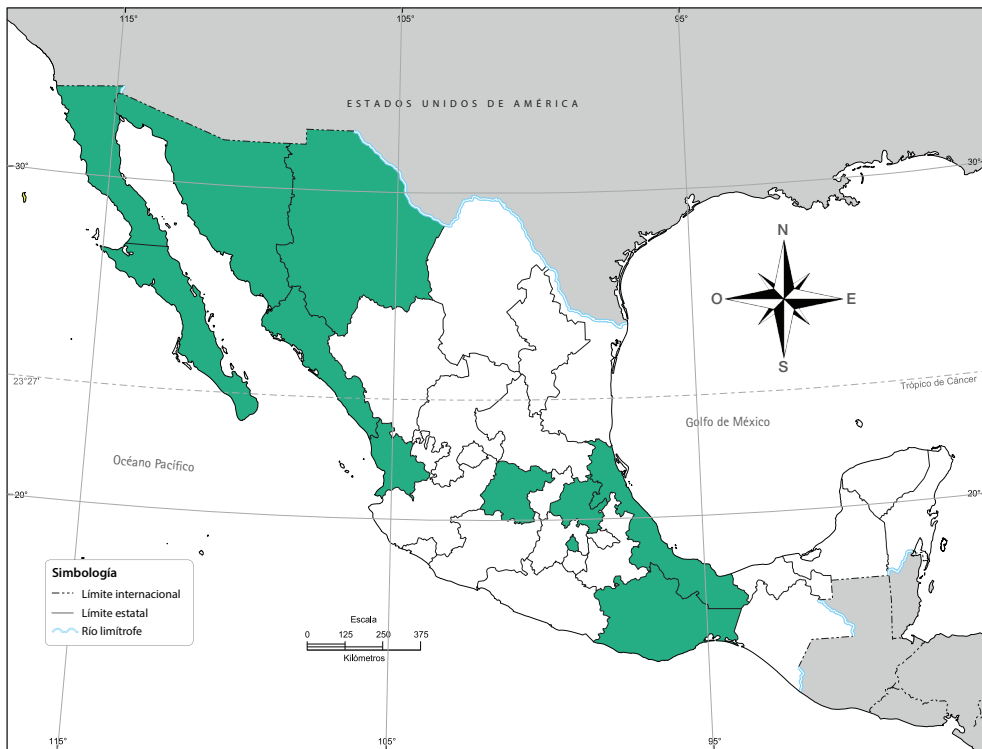 115°
105°
95°
ESTADOS UNIDOS DE AMÉRICA
30°
30°
N
O
E
S
23°27'
Trópico de Cáncer
Golfo de México
Océano Pacífico
20°
20°
Simbología
Límite internacional
Límite estatal
Río limítrofe
Escala
0 125 250 375
Kilómetros
115°
105°
95°